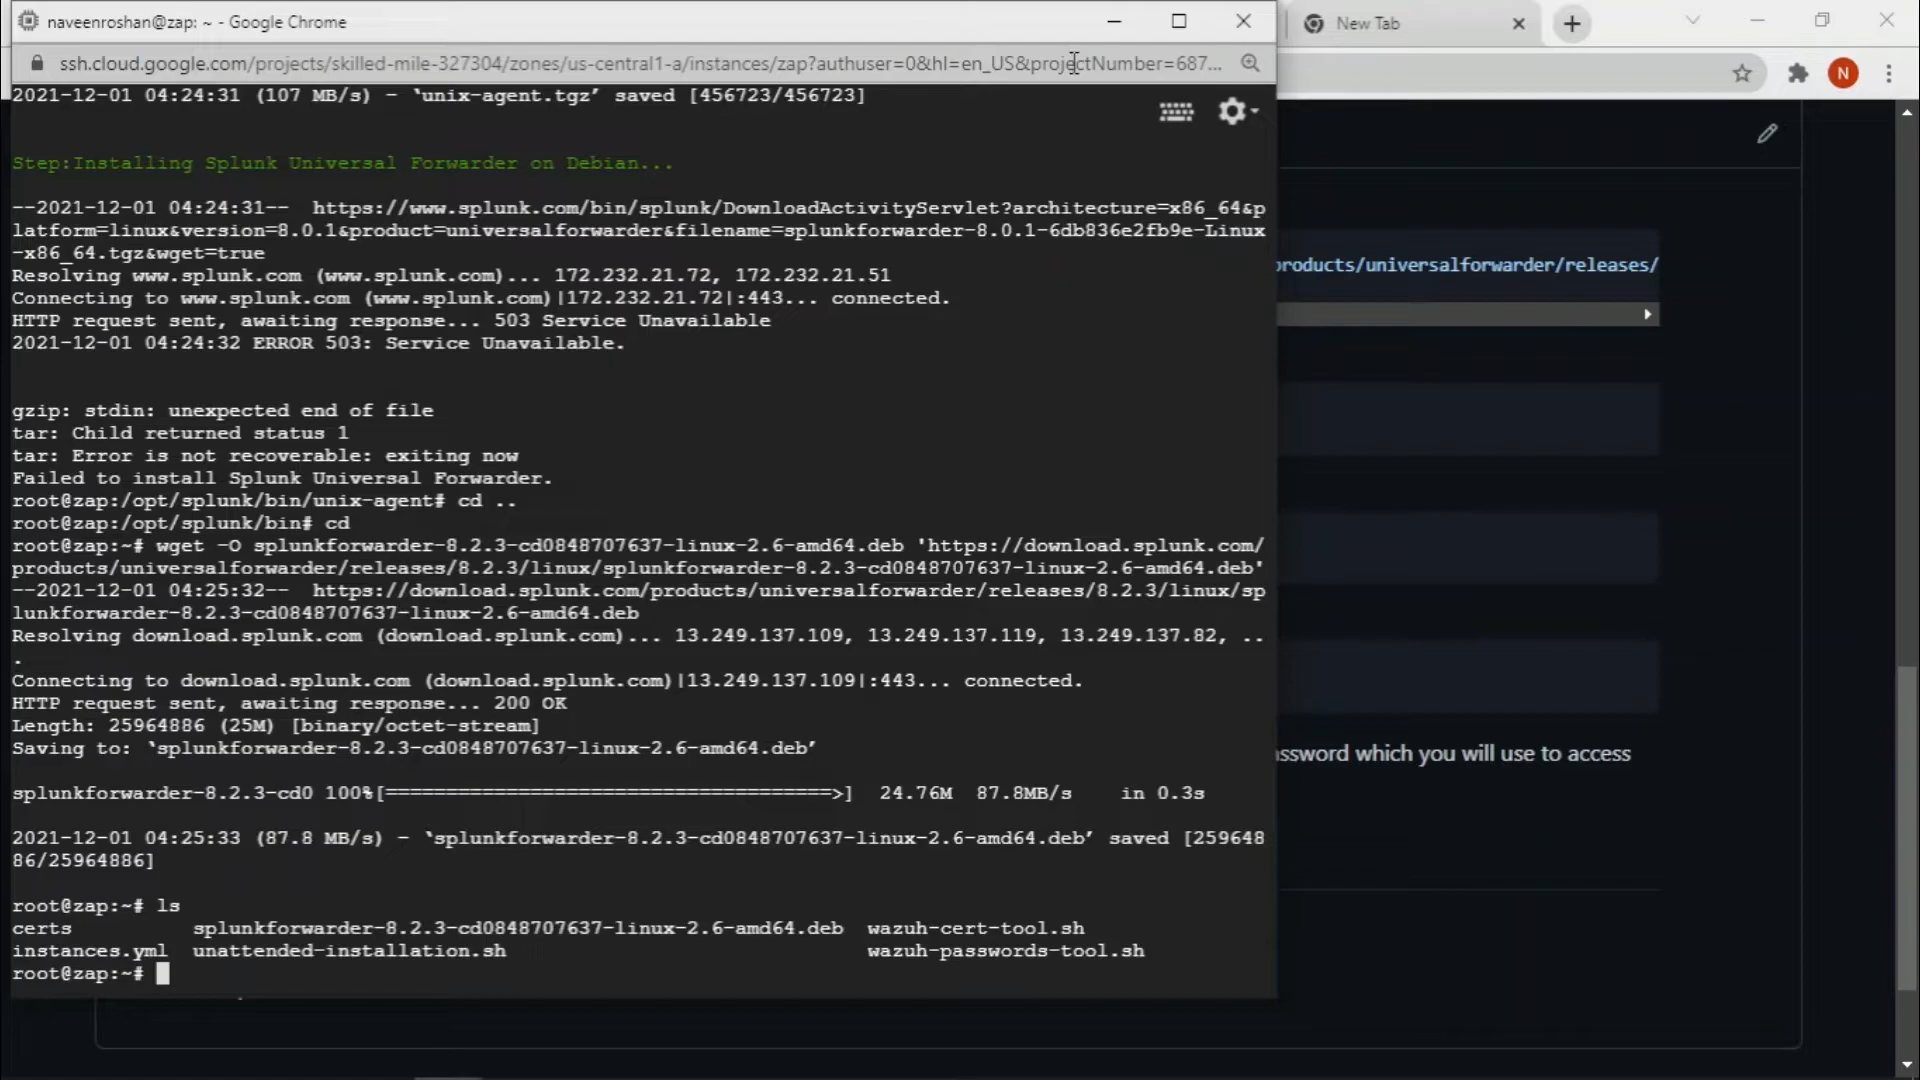 naveenroshan@zap: ~ - Google Chrome
New Tab
ssh.cloud.google.com/projects/skilled-mile-327304/zones/us-central1-a/instances/zap?authuser=0&hl=en_US&projectNumber=687...
N
2021-12-01 04:24:31 (107 MB/s) - ‘unix-agent.tgz’ saved [456723/456723]
Step:Installing Splunk Universal Forwarder on Debian...
--2021-12-01 04:24:31--  https://www.splunk.com/bin/splunk/DownloadActivityServlet?architecture=x86_64&p
latform=linux&version=8.0.1&product=universalforwarder&filename=splunkforwarder-8.0.1-6db836e2fb9e-Linux
-x86_64.tgz&wget=true
Resolving www.splunk.com (www.splunk.com)... 172.232.21.72, 172.232.21.51
Connecting to www.splunk.com (www.splunk.com)|172.232.21.72|:443... connected.
HTTP request sent, awaiting response... 503 Service Unavailable
2021-12-01 04:24:32 ERROR 503: Service Unavailable.
gzip: stdin: unexpected end of file
tar: Child returned status 1
tar: Error is not recoverable: exiting now
Failed to install Splunk Universal Forwarder.
root@zap:/opt/splunk/bin/unix-agent# cd ..
root@zap:/opt/splunk/bin# cd
root@zap:~# wget -O splunkforwarder-8.2.3-cd0848707637-linux-2.6-amd64.deb 'https://download.splunk.com/
products/universalforwarder/releases/8.2.3/linux/splunkforwarder-8.2.3-cd0848707637-linux-2.6-amd64.deb'
--2021-12-01 04:25:32--  https://download.splunk.com/products/universalforwarder/releases/8.2.3/linux/sp
lunkforwarder-8.2.3-cd0848707637-linux-2.6-amd64.deb
Resolving download.splunk.com (download.splunk.com)... 13.249.137.109, 13.249.137.119, 13.249.137.82, ..
.
Connecting to download.splunk.com (download.splunk.com)|13.249.137.109|:443... connected.
HTTP request sent, awaiting response... 200 OK
Length: 25964886 (25M) [binary/octet-stream]
Saving to: ‘splunkforwarder-8.2.3-cd0848707637-linux-2.6-amd64.deb’
splunkforwarder-8.2.3-cd0 100%[=====================================>]  24.76M  87.8MB/s    in 0.3s
2021-12-01 04:25:33 (87.8 MB/s) - ‘splunkforwarder-8.2.3-cd0848707637-linux-2.6-amd64.deb’ saved [259648
86/25964886]
root@zap:~# ls
certs          splunkforwarder-8.2.3-cd0848707637-linux-2.6-amd64.deb  wazuh-cert-tool.sh
instances.yml  unattended-installation.sh                              wazuh-passwords-tool.sh
root@zap:~#
products/universalforwarder/releases/
ssword which you will use to access